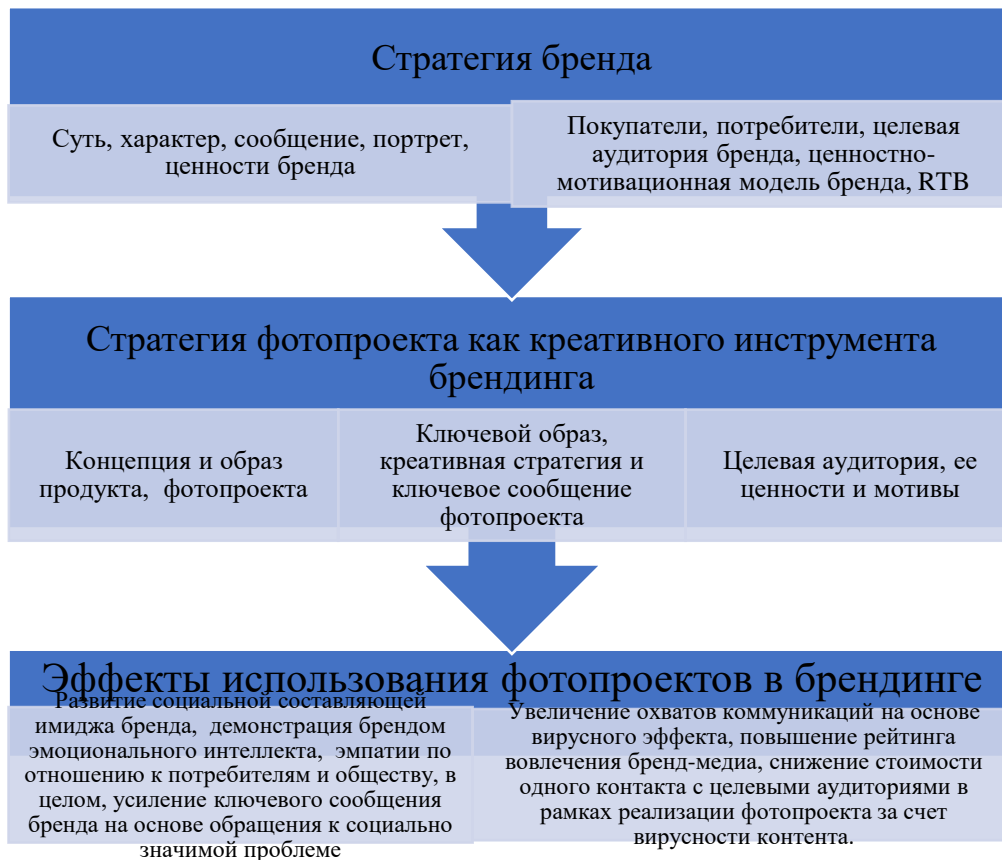 Стратегия бренда
Суть, характер, сообщение, портрет,
ценности бренда
Покупатели, потребители, целевая
аудитория бренда, ценностно-
мотивационная модель бренда, RTB
Стратегия фотопроекта как креативного инструмента
брендинга
Концепция и образ
продукта, фотопроекта
Ключевой образ,
креативная стратегия и
ключевое сообщение
фотопроекта
Целевая аудитория, ее
ценности и мотивы
Эффекты использования фотопроектов в брендинге
Развитие социальной составляющей
имиджа бренда, демонстрация брендом
эмоционального интеллекта, эмпатии по
отношению к потребителям и обществу, в
целом, усиление ключевого сообщения
бренда на основе обращения к социально
значимой проблеме
Увеличение охватов коммуникаций на основе
вирусного эффекта, повышение рейтинга
вовлечения бренд-медиа, снижение стоимости
одного контакта с целевыми аудиториями в
рамках реализации фотопроекта за счет
вирусности контента.